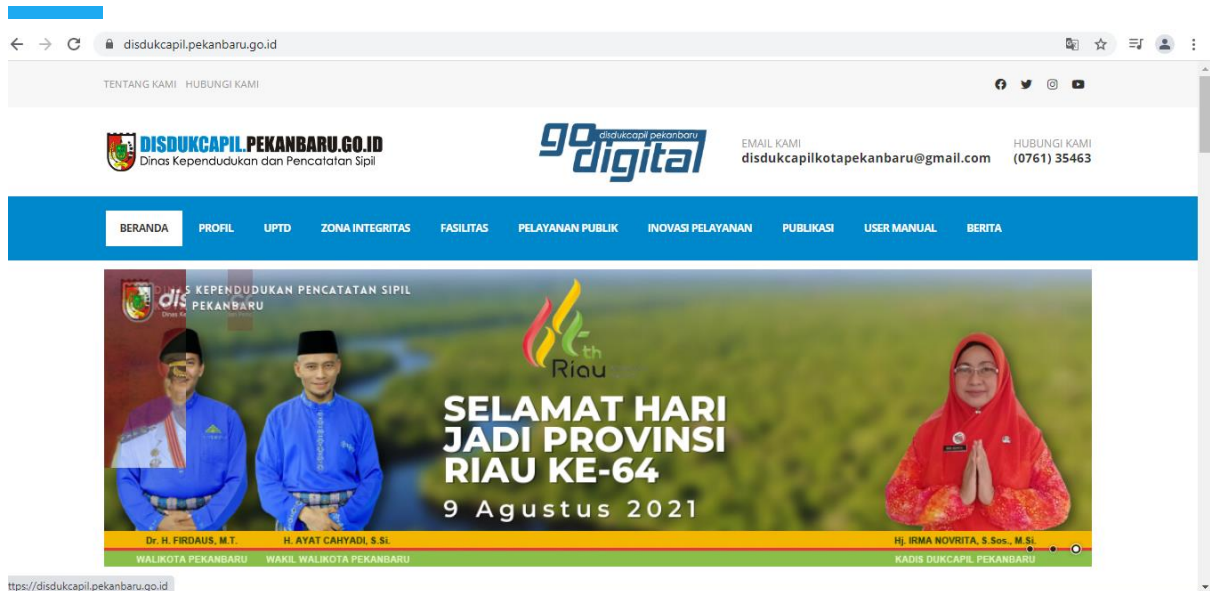 disdukcapil.pekanbaru.go.id
TENTANG KAMI HUBUNGI KAMI
DISDUKCAPIL.PEKANBARU.GO.ID
Dinas Kependudukan dan Pencatatan Sipil
disdukcapil pekanbaru
go digital
EMAIL KAMI
disdukcapilkotapekanbaru@gmail.com
HUBUNGI KAMI
(0761) 35463
BERANDA PROFIL UPTD ZONA INTEGRITAS FASILITAS PELAYANAN PUBLIK INOVASI PELAYANAN PUBLIKASI USER MANUAL BERITA
dis
KEPENDUDUKAN PENCATATAN SIPIL
PEKANBARU
th
Riau
SELAMAT HARI
JADI PROVINSI
RIAU KE-64
9 Agustus 2021
Dr. H. FIRDAUS, M.T.
WALIKOTA PEKANBARU
H. AYAT CAHYADI, S.Si.
WAKIL WALIKOTA PEKANBARU
Hj. IRMA NOVRITA, S.Sos., M.Si.
KADIS DUKCAPIL PEKANBARU
ttps://disdukcapil.pekanbaru.go.id